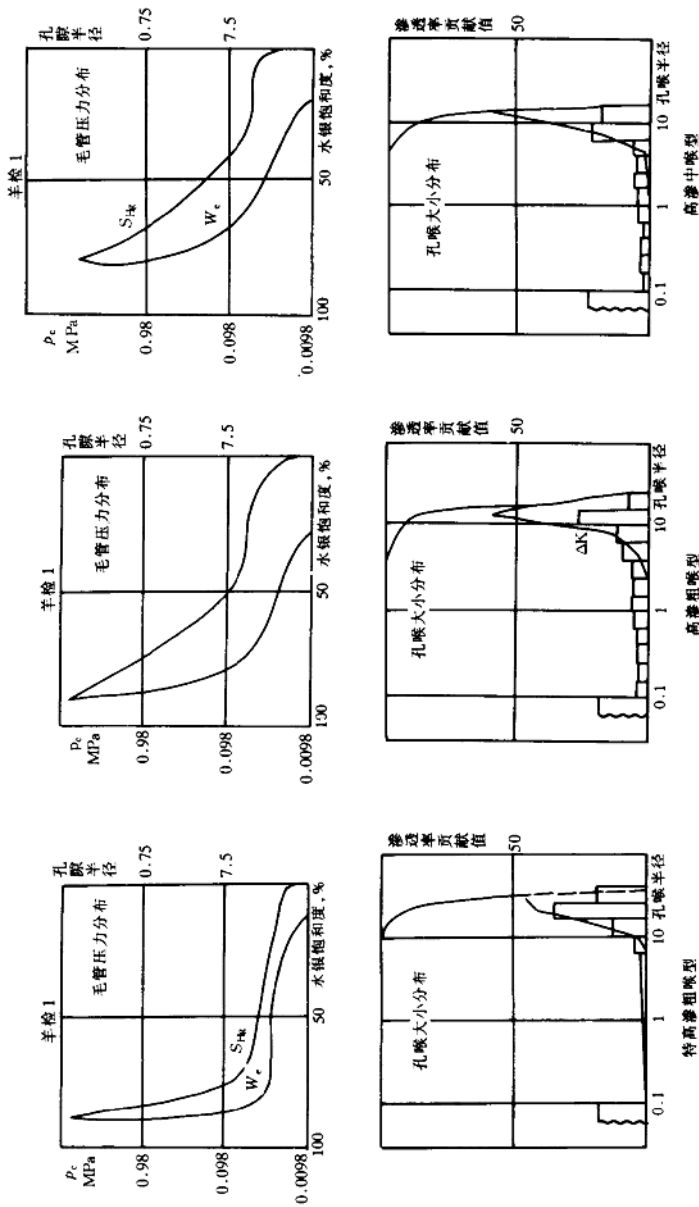 羊检 1
pc
MPa
孔隙半径
0.98
0.098
0.0098
0.75
7.5
毛管压力分布
SHg
We
100
50
水银饱和度, %
羊检 1
pc
MPa
孔隙半径
0.98
0.098
0.0098
0.75
7.5
毛管压力分布
100
50
水银饱和度, %
羊检 1
pc
MPa
孔隙半径
0.98
0.098
0.0098
0.75
7.5
毛管压力分布
SHg
We
100
50
水银饱和度, %
渗透率贡献值
50
孔喉大小分布
0.1
1
10
孔喉半径
特高渗粗喉型
渗透率贡献值
50
孔喉大小分布
ΔK
0.1
1
10
孔喉半径
高渗粗喉型
渗透率贡献值
50
孔喉大小分布
0.1
1
10
孔喉半径
高渗中喉型